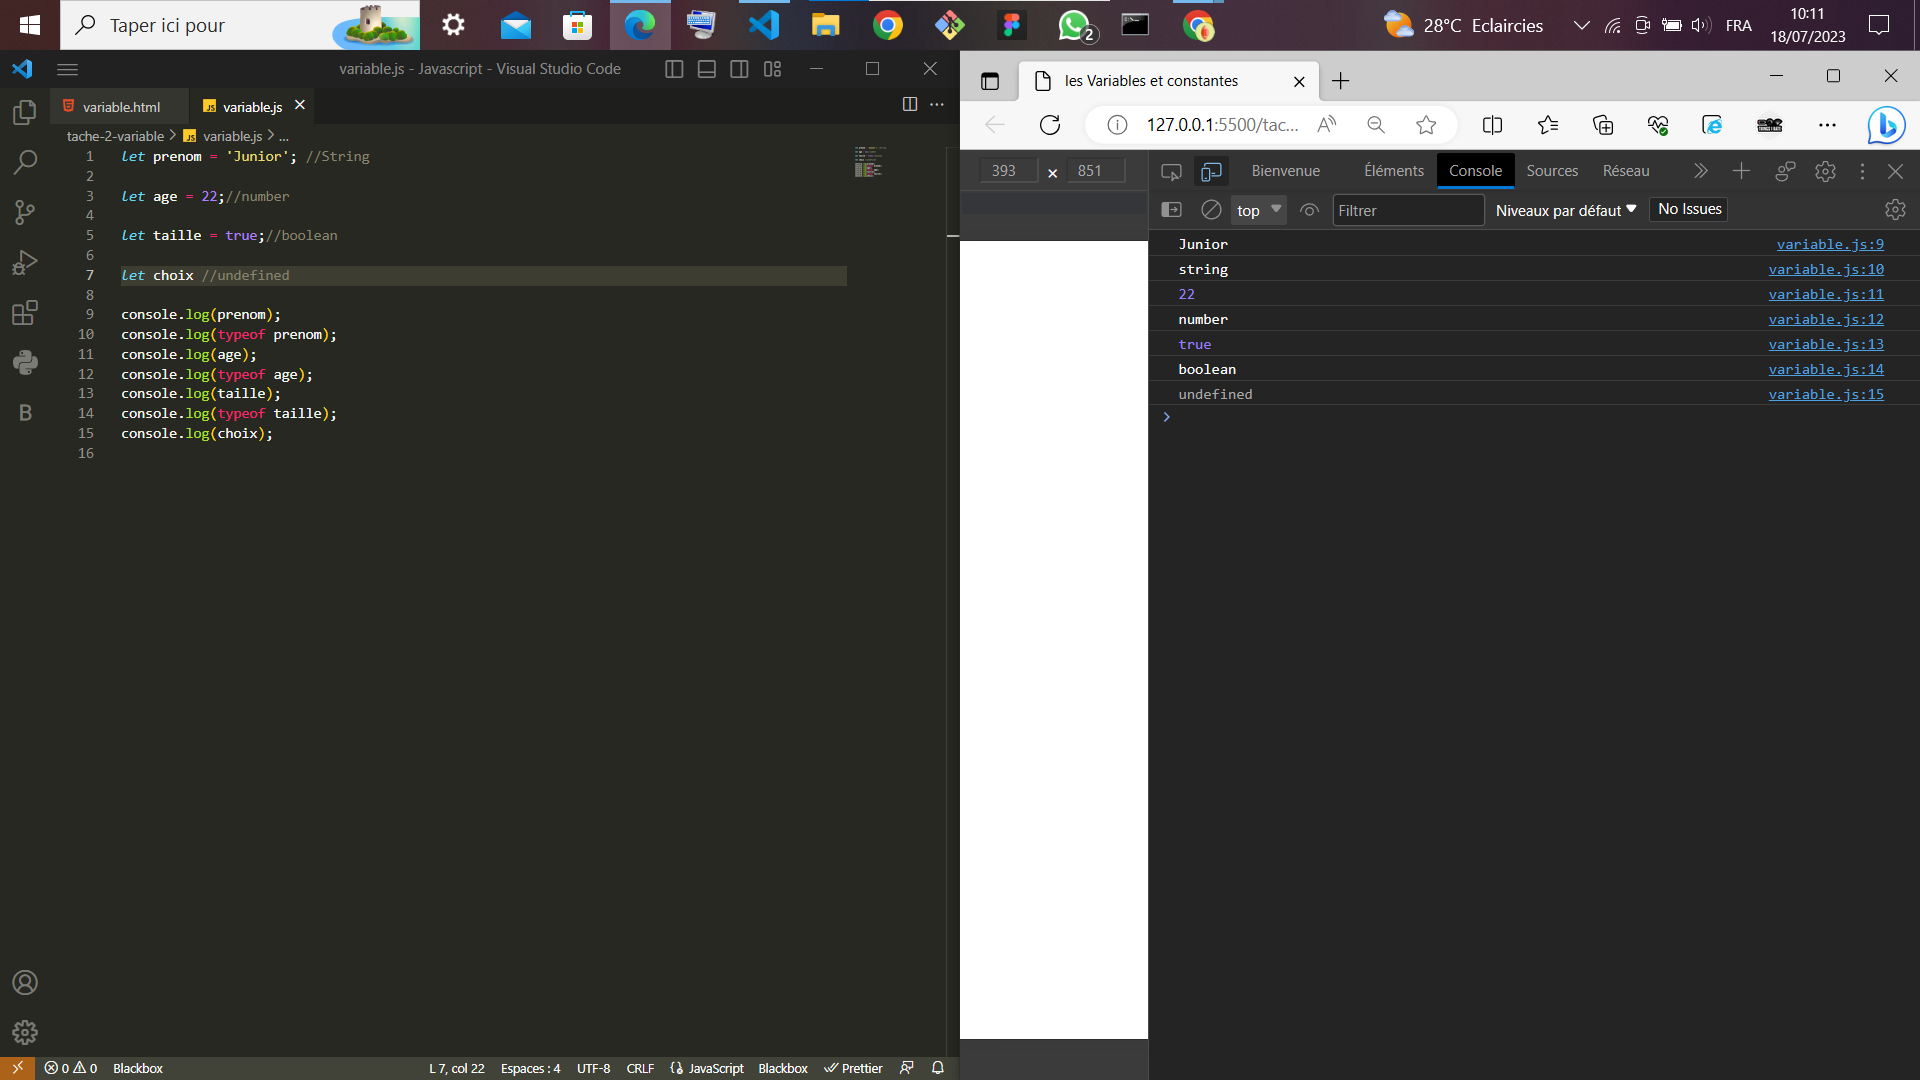 Taper ici pour
2
28°C Eclaircies
FRA
10:11
18/07/2023
variable.js - Javascript - Visual Studio Code
variable.html
variable.js
tache-2-variable > variable.js > ...
1 let prenom = 'Junior'; //String
2
3 let age = 22;//number
4
5 let taille = true;//boolean
6
7 let choix //undefined
8
9 console.log(prenom);
10 console.log(typeof prenom);
11 console.log(age);
12 console.log(typeof age);
13 console.log(taille);
14 console.log(typeof taille);
15 console.log(choix);
16
B
0 0 Blackbox
L 7, col 22 Espaces : 4 UTF-8 CRLF JavaScript Blackbox Prettier
les Variables et constantes
127.0.0.1:5500/tac...
393 × 851
Bienvenue Éléments Console Sources Réseau
top Filtrer Niveaux par défaut No Issues
Junior variable.js:9
string variable.js:10
22 variable.js:11
number variable.js:12
true variable.js:13
boolean variable.js:14
undefined variable.js:15